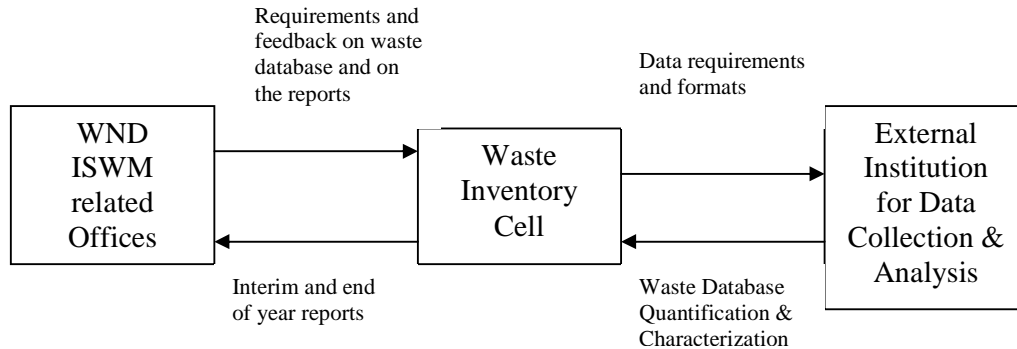 Requirements and
feedback on waste
database and on
the reports
Data requirements
and formats
WND
ISWM
related
Offices
Waste
Inventory
Cell
External
Institution
for Data
Collection &
Analysis
Interim and end
of year reports
Waste Database
Quantification &
Characterization